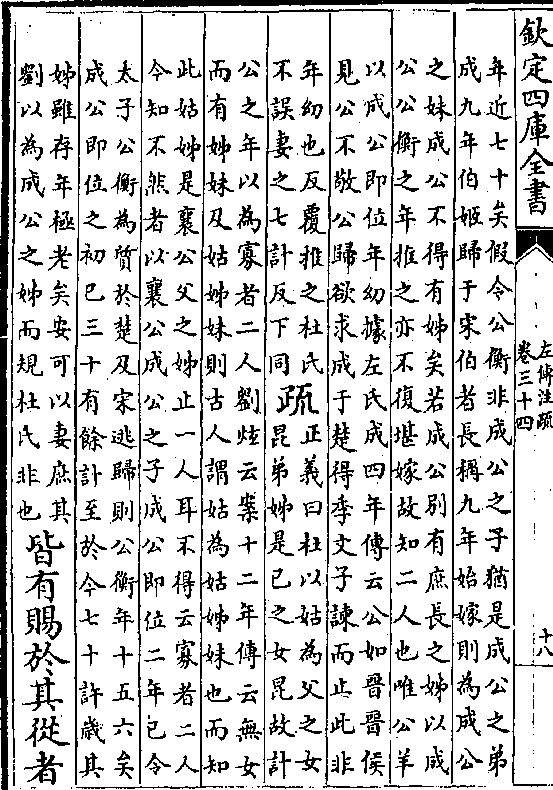 欽定四庫全書
左傳注疏
卷三十四
十八
年近七十矣假令公衡非成公之子猶是成公之弟
成九年伯姬歸于宋伯者長稱九年始嫁則為成公
之妹成公不得有姊矣若成公別有庶長之姊以成
公公衡之年推之亦不復堪嫁故知二人也唯公羊
以成公即位年幼據左氏成四年傳云公如晉晉侯
見公不敬公歸欲求成于楚得季文子諫而止此非
年幼也反覆推之杜氏
不誤妻之七計反下同
疏
正義曰杜以姑為父之女
昆弟姊是已之女昆故計
公之年以為寡者二人劉炫云案十二年傳云無女
而有姊妹及姑姊妹則古人謂姑為姑姊妹也而知
此姑姊是襄公父之姊止一人耳不得云寡者二人
今知不然者以襄公成公之子成公即位二年已令
太子公衡為質於楚及宋逃歸則公衡年十五六矣
成公即位之初已三十有餘計至於今七十許歲其
姊雖存年極老矣安可以妻庶其
劉以為成公之姊而規杜氏非也
皆有賜於其從者